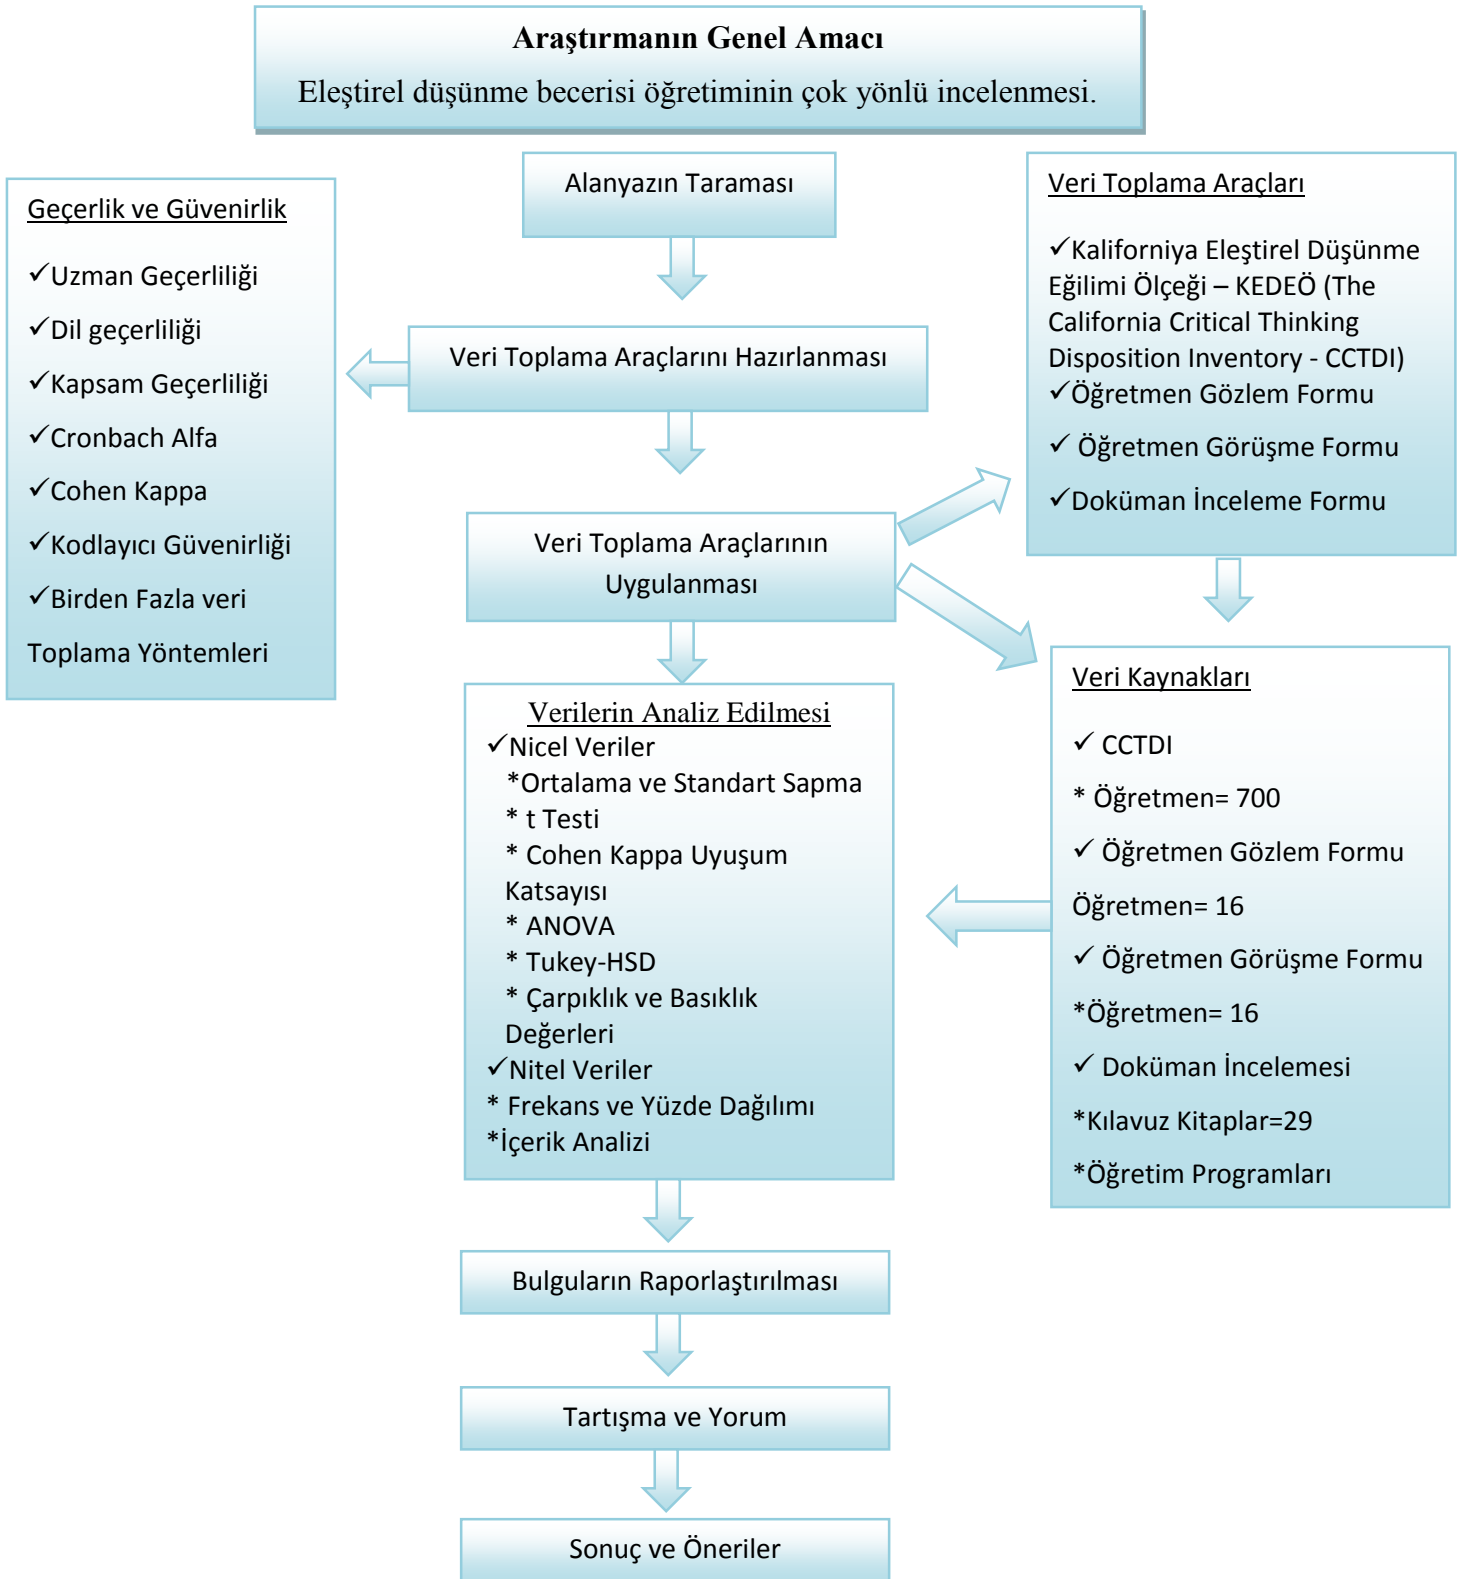 Araştırmanın Genel Amacı
Eleştirel düşünme becerisi öğretiminin çok yönlü incelenmesi.
Alanyazın Taraması
Geçerlik ve Güvenirlik
✓Uzman Geçerliliği
✓Dil geçerliliği
✓Kapsam Geçerliliği
✓Cronbach Alfa
✓Cohen Kappa
✓Kodlayıcı Güvenirliği
✓Birden Fazla veri
Toplama Yöntemleri
Veri Toplama Araçlarını Hazırlanması
Veri Toplama Araçları
✓Kaliforniya Eleştirel Düşünme
Eğilimi Ölçeği – KEDEÖ (The
California Critical Thinking
Disposition Inventory - CCTDI)
✓Öğretmen Gözlem Formu
✓ Öğretmen Görüşme Formu
✓Doküman İnceleme Formu
Veri Toplama Araçlarının
Uygulanması
Veri Kaynakları
✓ CCTDI
* Öğretmen= 700
✓ Öğretmen Gözlem Formu
Öğretmen= 16
✓ Öğretmen Görüşme Formu
*Öğretmen= 16
✓ Doküman İncelemesi
*Kılavuz Kitaplar=29
*Öğretim Programları
Verilerin Analiz Edilmesi
✓Nicel Veriler
*Ortalama ve Standart Sapma
* t Testi
* Cohen Kappa Uyuşum
Katsayısı
* ANOVA
* Tukey-HSD
* Çarpıklık ve Basıklık
Değerleri
✓Nitel Veriler
* Frekans ve Yüzde Dağılımı
*İçerik Analizi
Bulguların Raporlaştırılması
Tartışma ve Yorum
Sonuç ve Öneriler